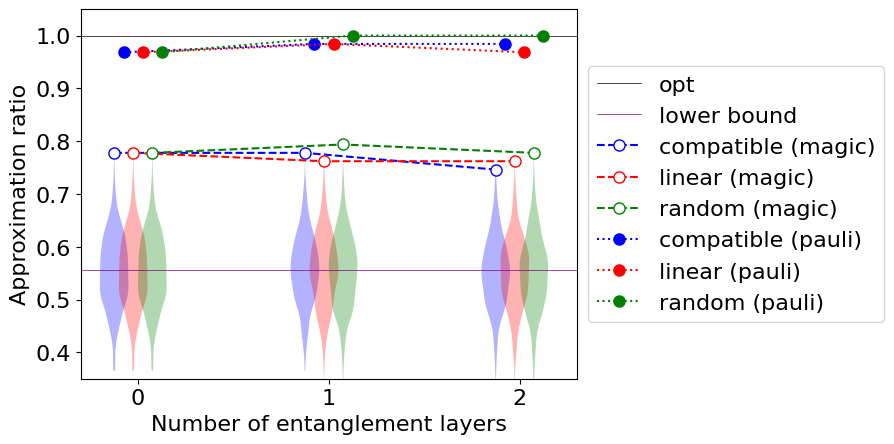 1.0
0.9
0.8
0.7
0.6
0.5
0.4
Approximation ratio
0 1 2
Number of entanglement layers
opt
lower bound
compatible (magic)
linear (magic)
random (magic)
compatible (pauli)
linear (pauli)
random (pauli)